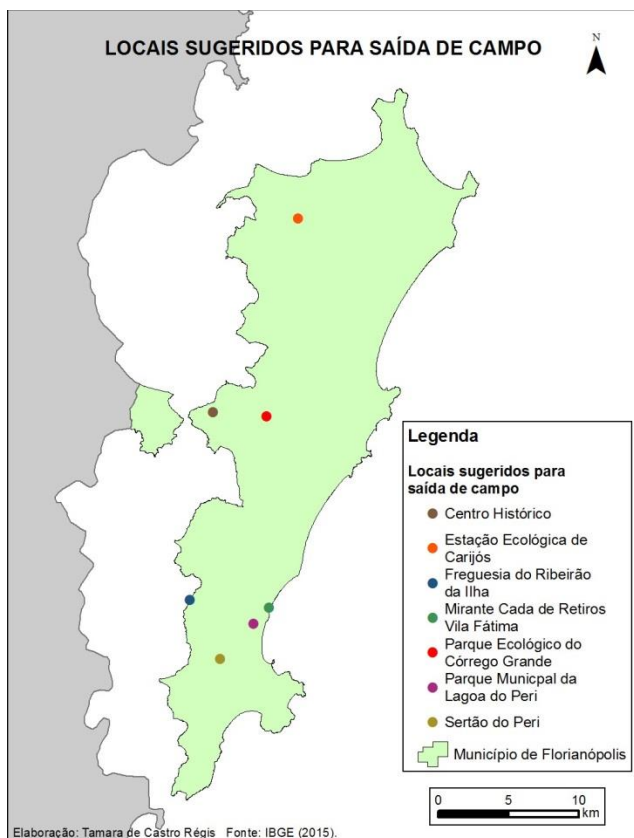 LOCAIS SUGERIDOS PARA SAÍDA DE CAMPO
N
Legenda
Locais sugeridos para
saída de campo
Centro Histórico
Estação Ecológica de
Carijós
Freguesia do Ribeirão
da Ilha
Mirante Cada de Retiros
Vila Fátima
Parque Ecológico do
Córrego Grande
Parque Municpal da
Lagoa do Peri
Sertão do Peri
Município de Florianópolis
0 5 10
km
Elaboração: Tamara de Castro Régis Fonte: IBGE (2015).